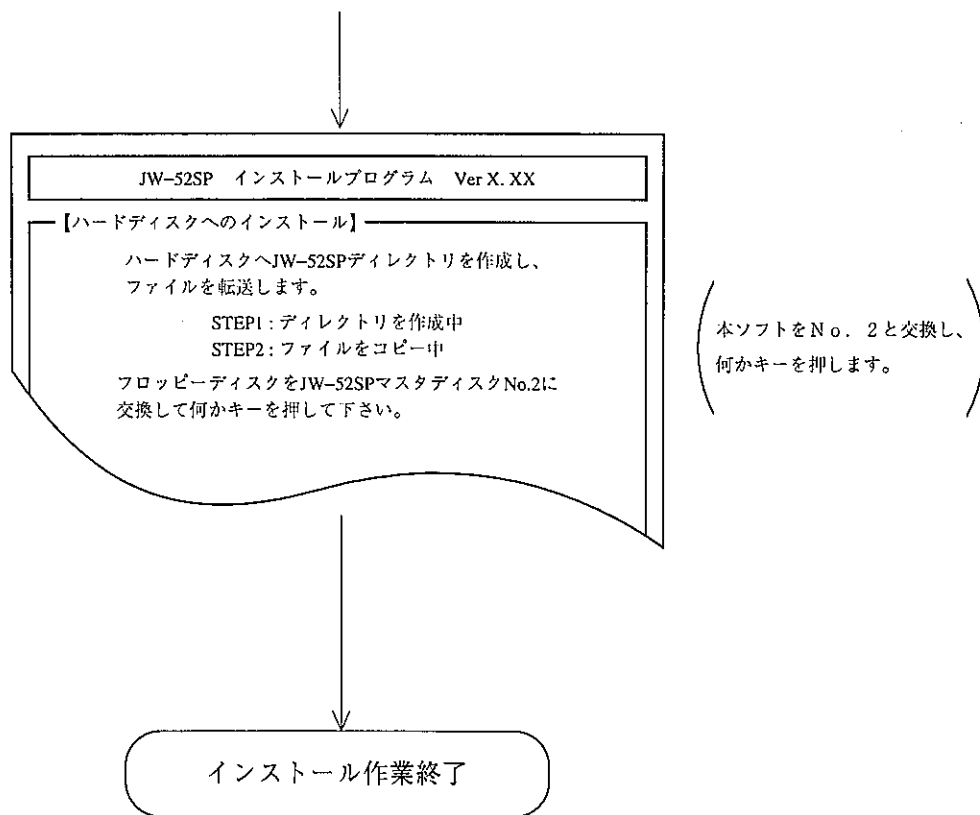 JW–52SP　インストールプログラム　Ver X. XX
【ハードディスクへのインストール】
ハードディスクへJW–52SPディレクトリを作成し、
ファイルを転送します。
STEP1 : ディレクトリを作成中
STEP2 : ファイルをコピー中
フロッピーディスクをJW–52SPマスタディスクNo.2に
交換して何かキーを押して下さい。
本ソフトをNo. 2と交換し、
何かキーを押します。
インストール作業終了